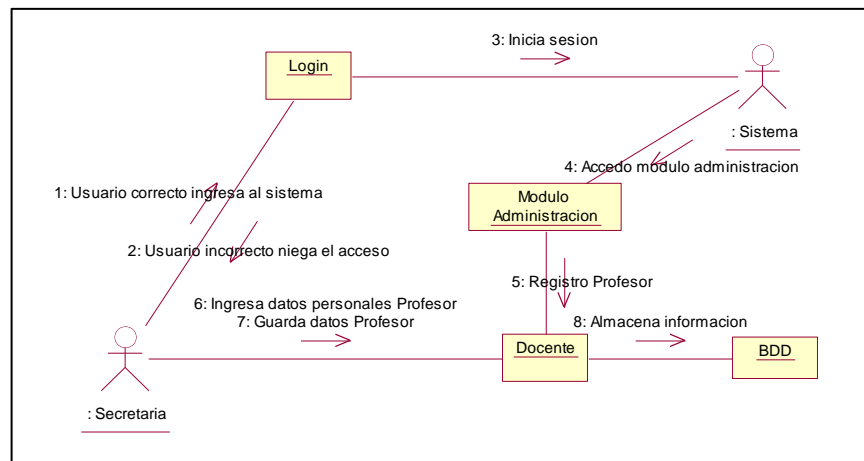 3: Inicia sesion
Login
: Sistema
4: Accedo modulo administracion
1: Usuario correcto ingresa al sistema
Modulo
Administracion
2: Usuario incorrecto niega el acceso
5: Registro Profesor
6: Ingresa datos personales Profesor
7: Guarda datos Profesor
8: Almacena informacion
Docente
BDD
: Secretaria